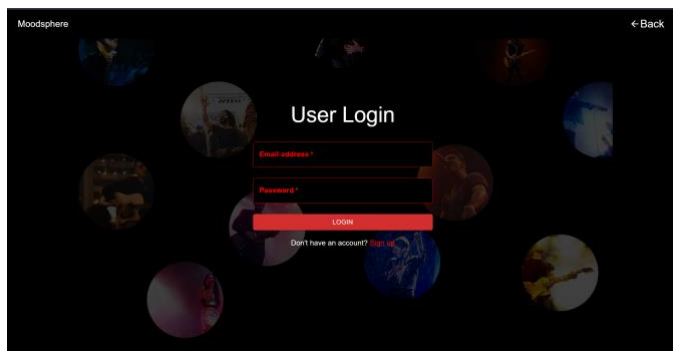 Moodsphere
←Back
User Login
Email address *
Password *
LOGIN
Don't have an account? Sign up